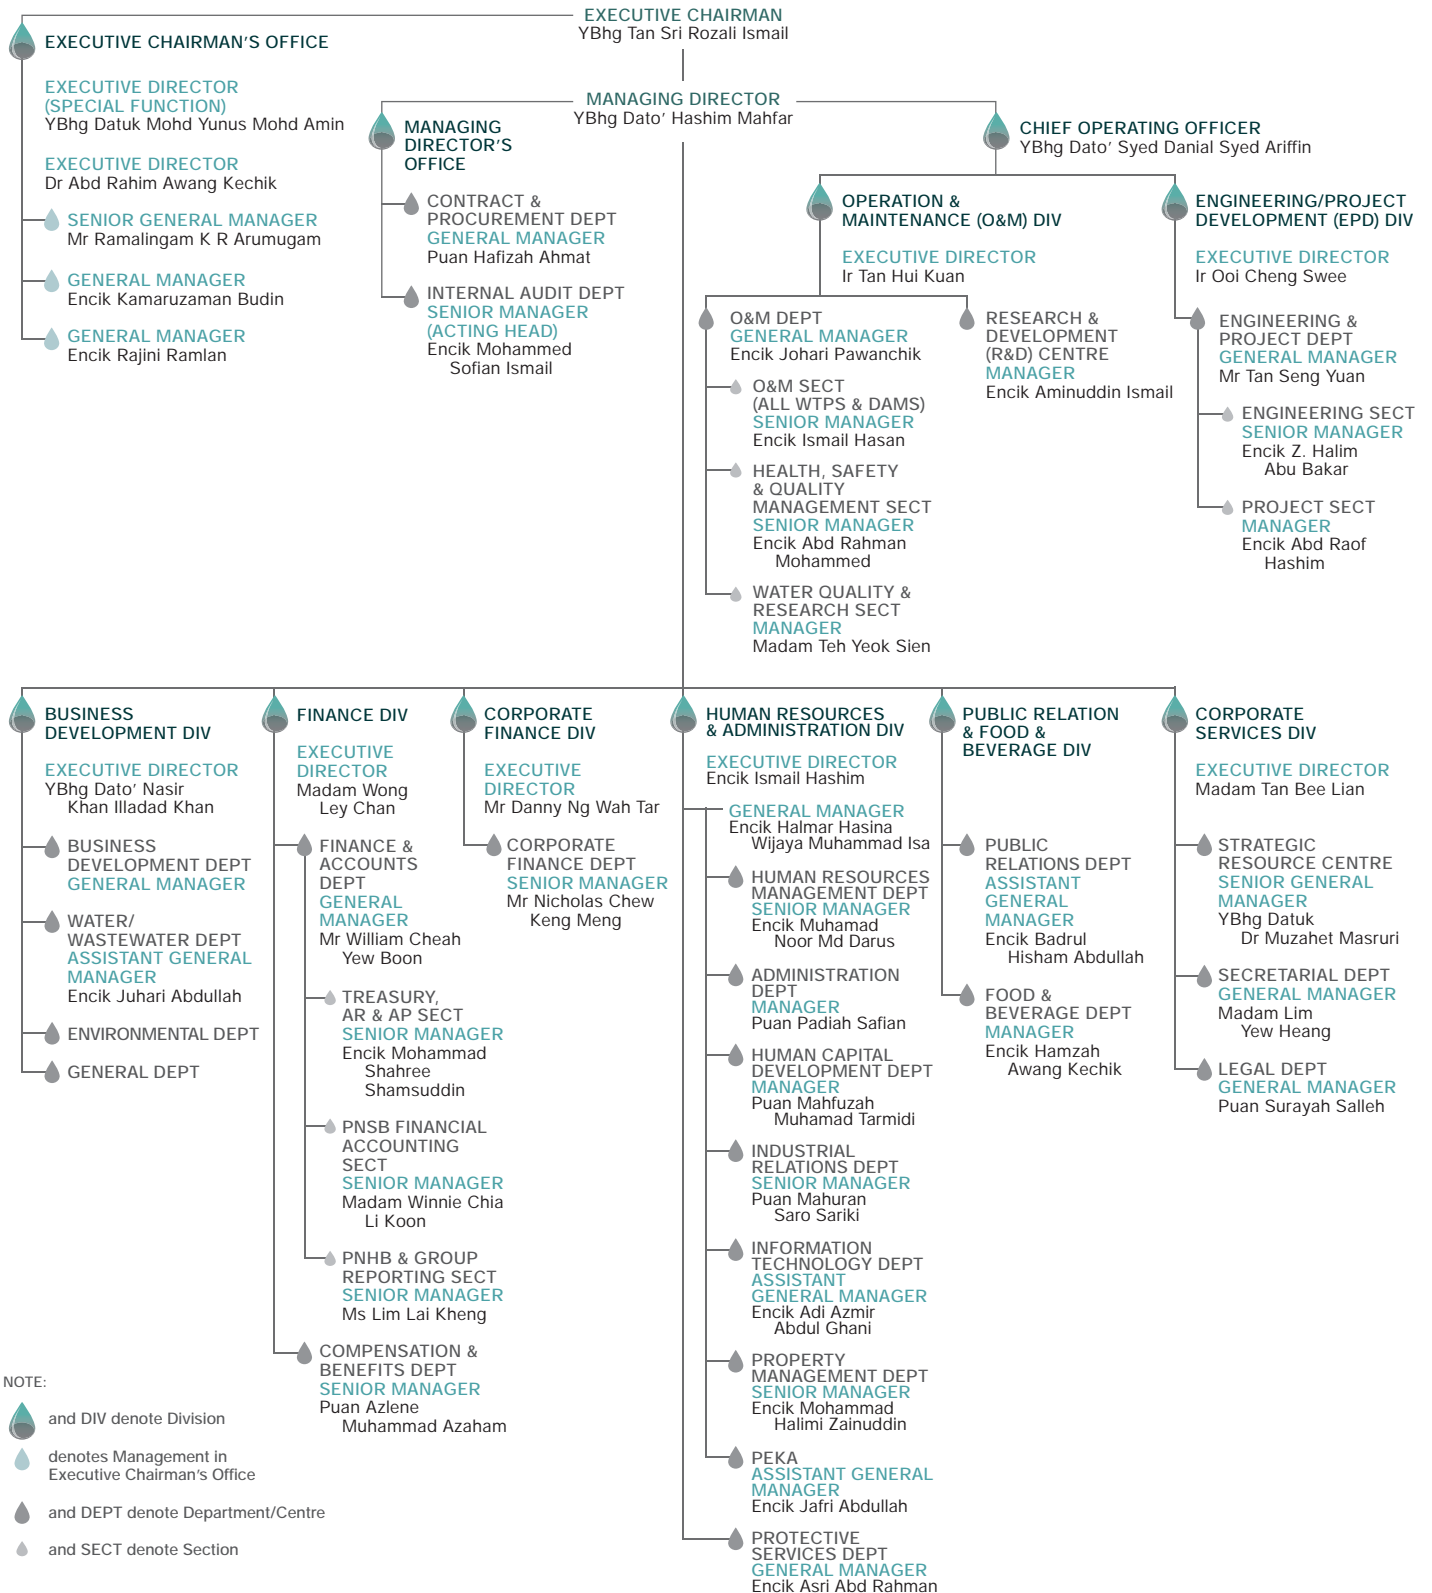 EXECUTIVE CHAIRMAN
YBhg Tan Sri Rozali Ismail
EXECUTIVE CHAIRMAN'S OFFICE
EXECUTIVE DIRECTOR
(SPECIAL FUNCTION)
YBhg Datuk Mohd Yunus Mohd Amin
EXECUTIVE DIRECTOR
Dr Abd Rahim Awang Kechik
SENIOR GENERAL MANAGER
Mr Ramalingam K R Arumugam
GENERAL MANAGER
Encik Kamaruzaman Budin
GENERAL MANAGER
Encik Rajini Ramlan
MANAGING DIRECTOR
YBhg Dato' Hashim Mahfar
MANAGING
DIRECTOR'S
OFFICE
CONTRACT &
PROCUREMENT DEPT
GENERAL MANAGER
Puan Hafizah Ahmat
INTERNAL AUDIT DEPT
SENIOR MANAGER
(ACTING HEAD)
Encik Mohammed
Sofian Ismail
CHIEF OPERATING OFFICER
YBhg Dato' Syed Danial Syed Ariffin
OPERATION &
MAINTENANCE (O&M) DIV
EXECUTIVE DIRECTOR
Ir Tan Hui Kuan
O&M DEPT
GENERAL MANAGER
Encik Johari Pawanchik
O&M SECT
(ALL WTPS & DAMS)
SENIOR MANAGER
Encik Ismail Hasan
HEALTH, SAFETY
& QUALITY
MANAGEMENT SECT
SENIOR MANAGER
Encik Abd Rahman
Mohammed
WATER QUALITY &
RESEARCH SECT
MANAGER
Madam Teh Yeok Sien
RESEARCH &
DEVELOPMENT
(R&D) CENTRE
MANAGER
Encik Aminuddin Ismail
ENGINEERING/PROJECT
DEVELOPMENT (EPD) DIV
EXECUTIVE DIRECTOR
Ir Ooi Cheng Swee
ENGINEERING &
PROJECT DEPT
GENERAL MANAGER
Mr Tan Seng Yuan
ENGINEERING SECT
SENIOR MANAGER
Encik Z. Halim
Abu Bakar
PROJECT SECT
MANAGER
Encik Abd Raof
Hashim
BUSINESS
DEVELOPMENT DIV
EXECUTIVE DIRECTOR
YBhg Dato' Nasir
Khan Illadad Khan
BUSINESS
DEVELOPMENT DEPT
GENERAL MANAGER
WATER/
WASTEWATER DEPT
ASSISTANT GENERAL
MANAGER
Encik Juhari Abdullah
ENVIRONMENTAL DEPT
GENERAL DEPT
FINANCE DIV
EXECUTIVE
DIRECTOR
Madam Wong
Ley Chan
FINANCE &
ACCOUNTS
DEPT
GENERAL
MANAGER
Mr William Cheah
Yew Boon
TREASURY,
AR & AP SECT
SENIOR MANAGER
Encik Mohammad
Shahree
Shamsuddin
PNSB FINANCIAL
ACCOUNTING
SECT
SENIOR MANAGER
Madam Winnie Chia
Li Koon
PNHB & GROUP
REPORTING SECT
SENIOR MANAGER
Ms Lim Lai Kheng
COMPENSATION &
BENEFITS DEPT
SENIOR MANAGER
Puan Azlene
Muhammad Azaham
CORPORATE
FINANCE DIV
EXECUTIVE
DIRECTOR
Mr Danny Ng Wah Tar
CORPORATE
FINANCE DEPT
SENIOR MANAGER
Mr Nicholas Chew
Keng Meng
HUMAN RESOURCES
& ADMINISTRATION DIV
EXECUTIVE DIRECTOR
Encik Ismail Hashim
GENERAL MANAGER
Encik Halmar Hasina
Wijaya Muhammad Isa
HUMAN RESOURCES
MANAGEMENT DEPT
SENIOR MANAGER
Encik Muhamad
Noor Md Darus
ADMINISTRATION
DEPT
MANAGER
Puan Padiah Safian
HUMAN CAPITAL
DEVELOPMENT DEPT
MANAGER
Puan Mahfuzah
Muhamad Tarmidi
INDUSTRIAL
RELATIONS DEPT
SENIOR MANAGER
Puan Mahuran
Saro Sariki
INFORMATION
TECHNOLOGY DEPT
ASSISTANT
GENERAL MANAGER
Encik Adi Azmir
Abdul Ghani
PROPERTY
MANAGEMENT DEPT
SENIOR MANAGER
Encik Mohammad
Halimi Zainuddin
PEKA
ASSISTANT GENERAL
MANAGER
Encik Jafri Abdullah
PROTECTIVE
SERVICES DEPT
GENERAL MANAGER
Encik Asri Abd Rahman
PUBLIC RELATION
& FOOD &
BEVERAGE DIV
PUBLIC
RELATIONS DEPT
ASSISTANT
GENERAL
MANAGER
Encik Badrul
Hisham Abdullah
FOOD &
BEVERAGE DEPT
MANAGER
Encik Hamzah
Awang Kechik
CORPORATE
SERVICES DIV
EXECUTIVE DIRECTOR
Madam Tan Bee Lian
STRATEGIC
RESOURCE CENTRE
SENIOR GENERAL
MANAGER
YBhg Datuk
Dr Muzahet Masruri
SECRETARIAL DEPT
GENERAL MANAGER
Madam Lim
Yew Heang
LEGAL DEPT
GENERAL MANAGER
Puan Surayah Salleh
NOTE:
and DIV denote Division
denotes Management in
Executive Chairman's Office
and DEPT denote Department/Centre
and SECT denote Section